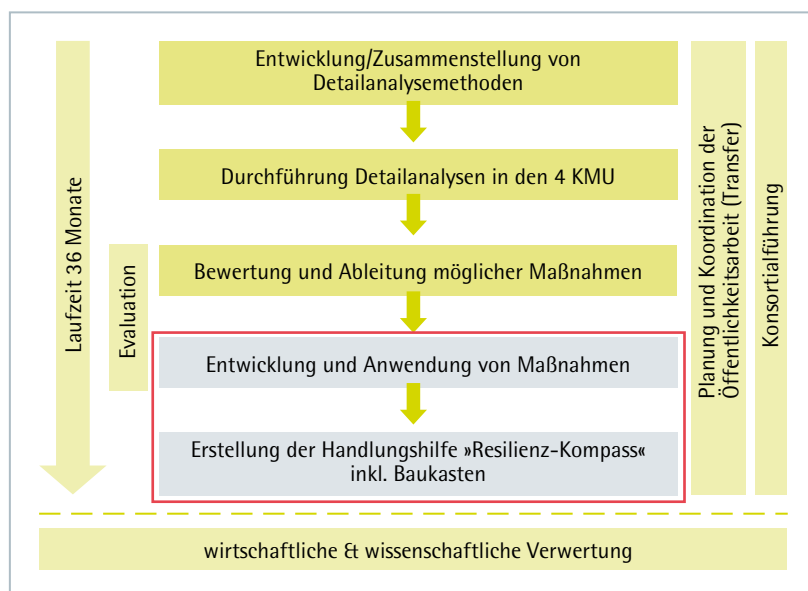 Laufzeit 36 Monate
Evaluation
Entwicklung/Zusammenstellung von
Detailanalysemethoden
Durchführung Detailanalysen in den 4 KMU
Bewertung und Ableitung möglicher Maßnahmen
Entwicklung und Anwendung von Maßnahmen
Erstellung der Handlungshilfe »Resilienz-Kompass«
inkl. Baukasten
Planung und Koordination der
Öffentlichkeitsarbeit (Transfer)
Konsortialführung
wirtschaftliche & wissenschaftliche Verwertung